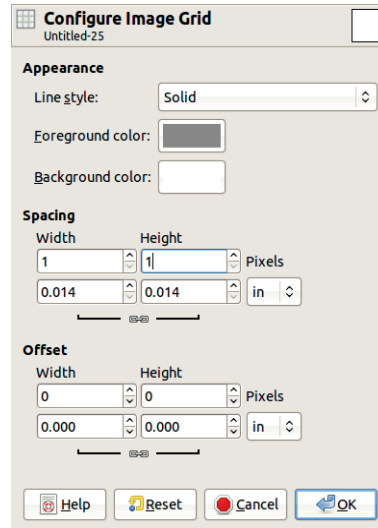 Configure Image Grid
Untitled-25
Appearance
Line style: Solid
Foreground color:
Background color:
Spacing
Width Height
1 1 Pixels
0.014 0.014 in
Offset
Width Height
0 0 Pixels
0.000 0.000 in
Help Reset Cancel OK